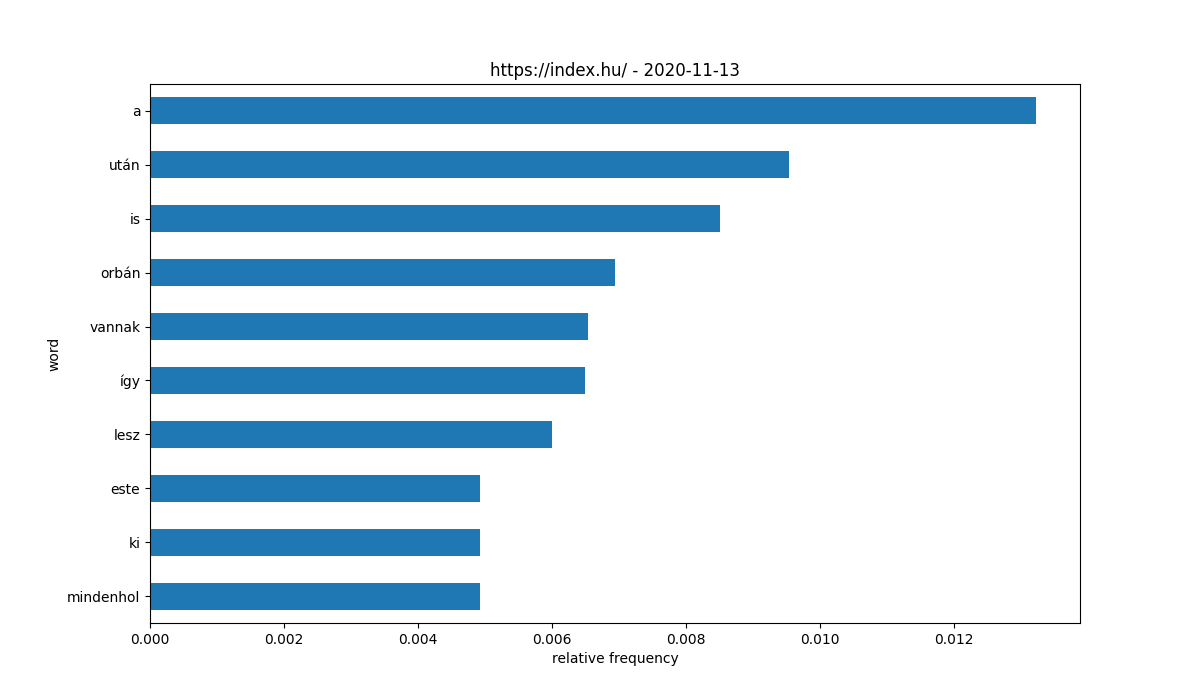 https://index.hu/ - 2020-11-13
a
után
is
orbán
vannak
így
lesz
este
ki
mindenhol
word
0.000 0.002 0.004 0.006 0.008 0.010 0.012
relative frequency